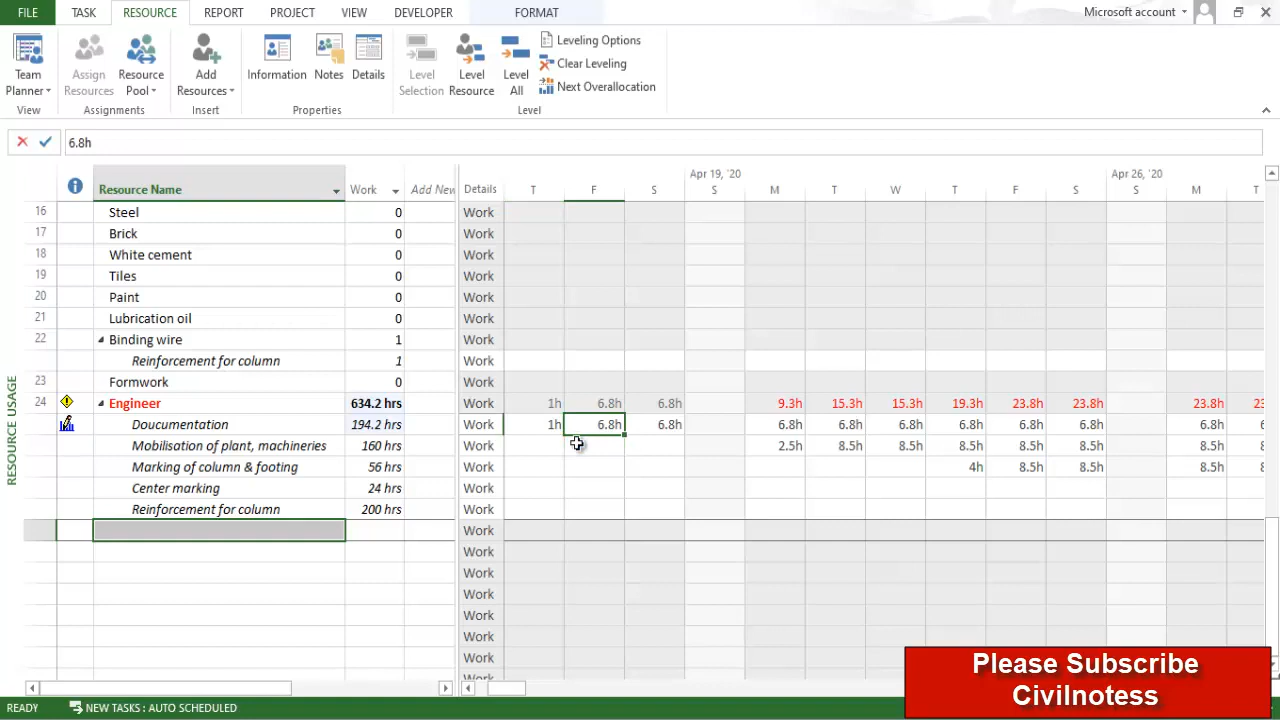 FILE TASK RESOURCE REPORT PROJECT VIEW DEVELOPER FORMAT Microsoft account
Team Planner Assign Resources Resource Pool Add Resources Information Notes Details Level Selection Level Resource Level All Leveling Options
Clear Leveling
Next Overallocation
View Assignments Insert Properties Level
6.8h
Apr 19, '20 Apr 26, '20
Resource Name Work Add New Details T F S S M T W T F S S M T
16 Steel 0 Work
17 Brick 0 Work
18 White cement 0 Work
19 Tiles 0 Work
20 Paint 0 Work
21 Lubrication oil 0 Work
22 Binding wire 1 Work
Reinforcement for column 1 Work
23 Formwork 0 Work
24 Engineer 634.2 hrs Work 1h 6.8h 6.8h 9.3h 15.3h 15.3h 19.3h 23.8h 23.8h 23.8h 23
Doucumentation 194.2 hrs Work 1h 6.8h 6.8h 6.8h 6.8h 6.8h 6.8h 6.8h 6.8h 6.8h 6.
Mobilisation of plant, machineries 160 hrs Work 2.5h 8.5h 8.5h 8.5h 8.5h 8.5h 8.5h 8.
Marking of column & footing 56 hrs Work 4h 8.5h 8.5h 8.5h 8.
Center marking 24 hrs Work
Reinforcement for column 200 hrs Work
Work
Work
Work
Work
Work
Work
Work
RESOURCE USAGE
Please Subscribe
Civilnotess
READY NEW TASKS : AUTO SCHEDULED